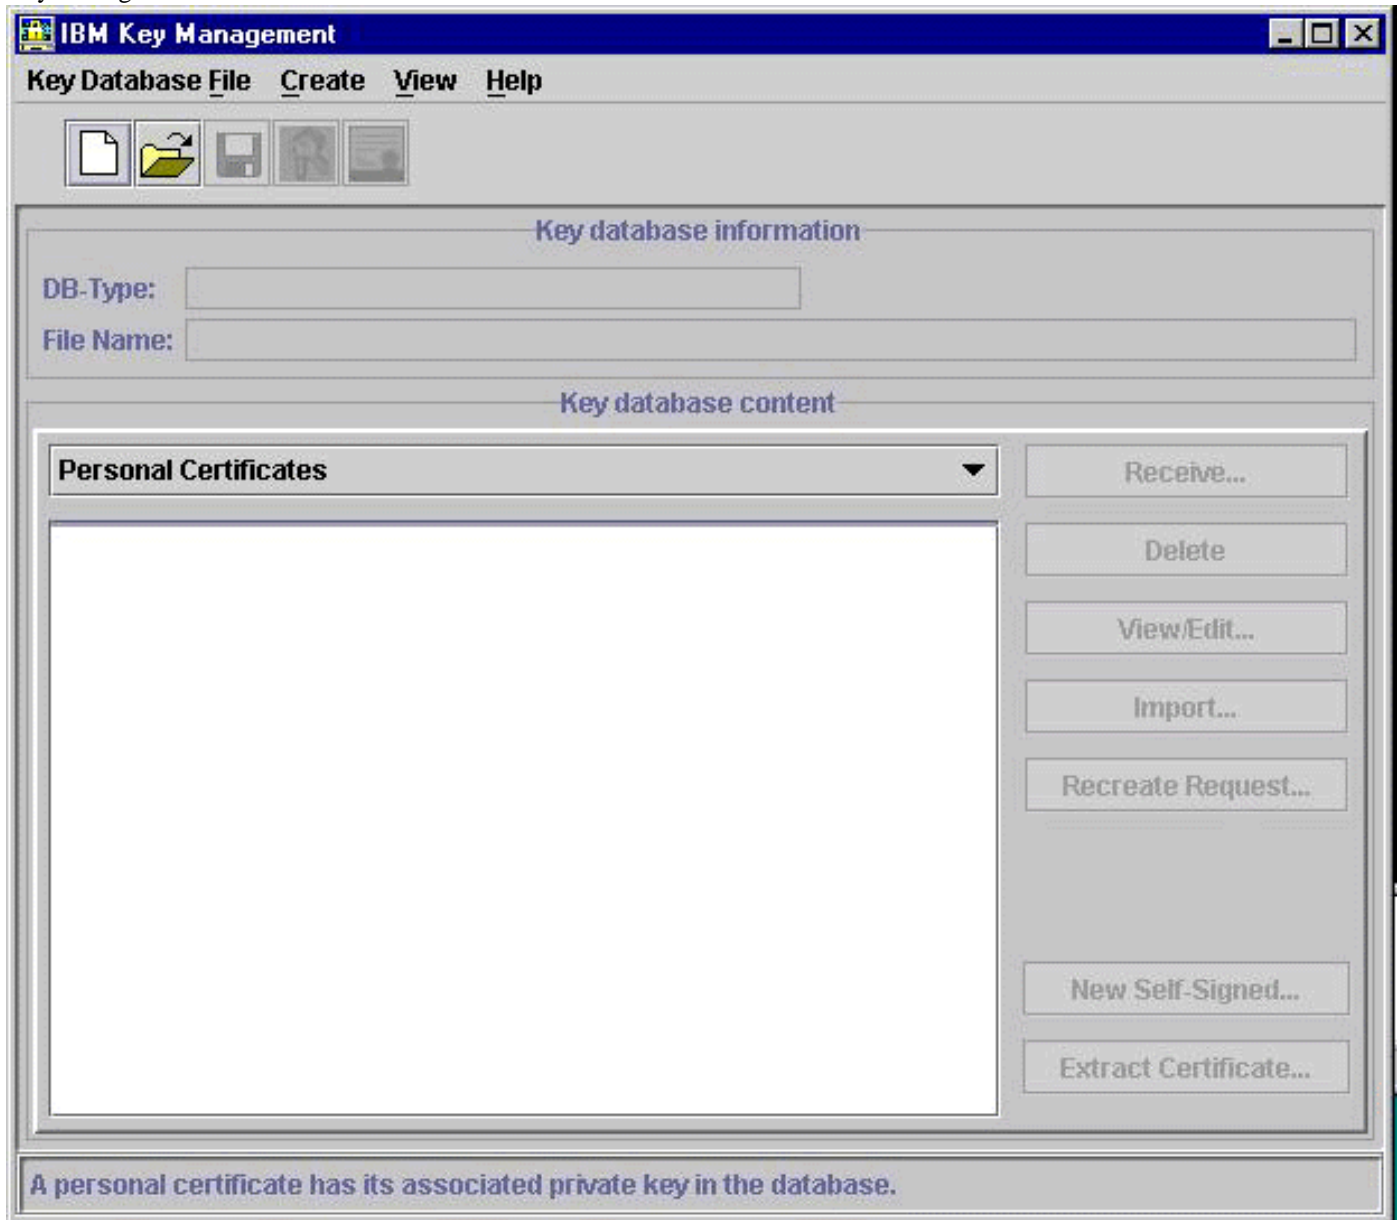 IBM Key Management
Key Database File Create View Help
Key database information
DB-Type:
File Name:
Key database content
Personal Certificates
Receive...
Delete
View/Edit...
Import...
Recreate Request...
New Self-Signed...
Extract Certificate...
A personal certificate has its associated private key in the database.